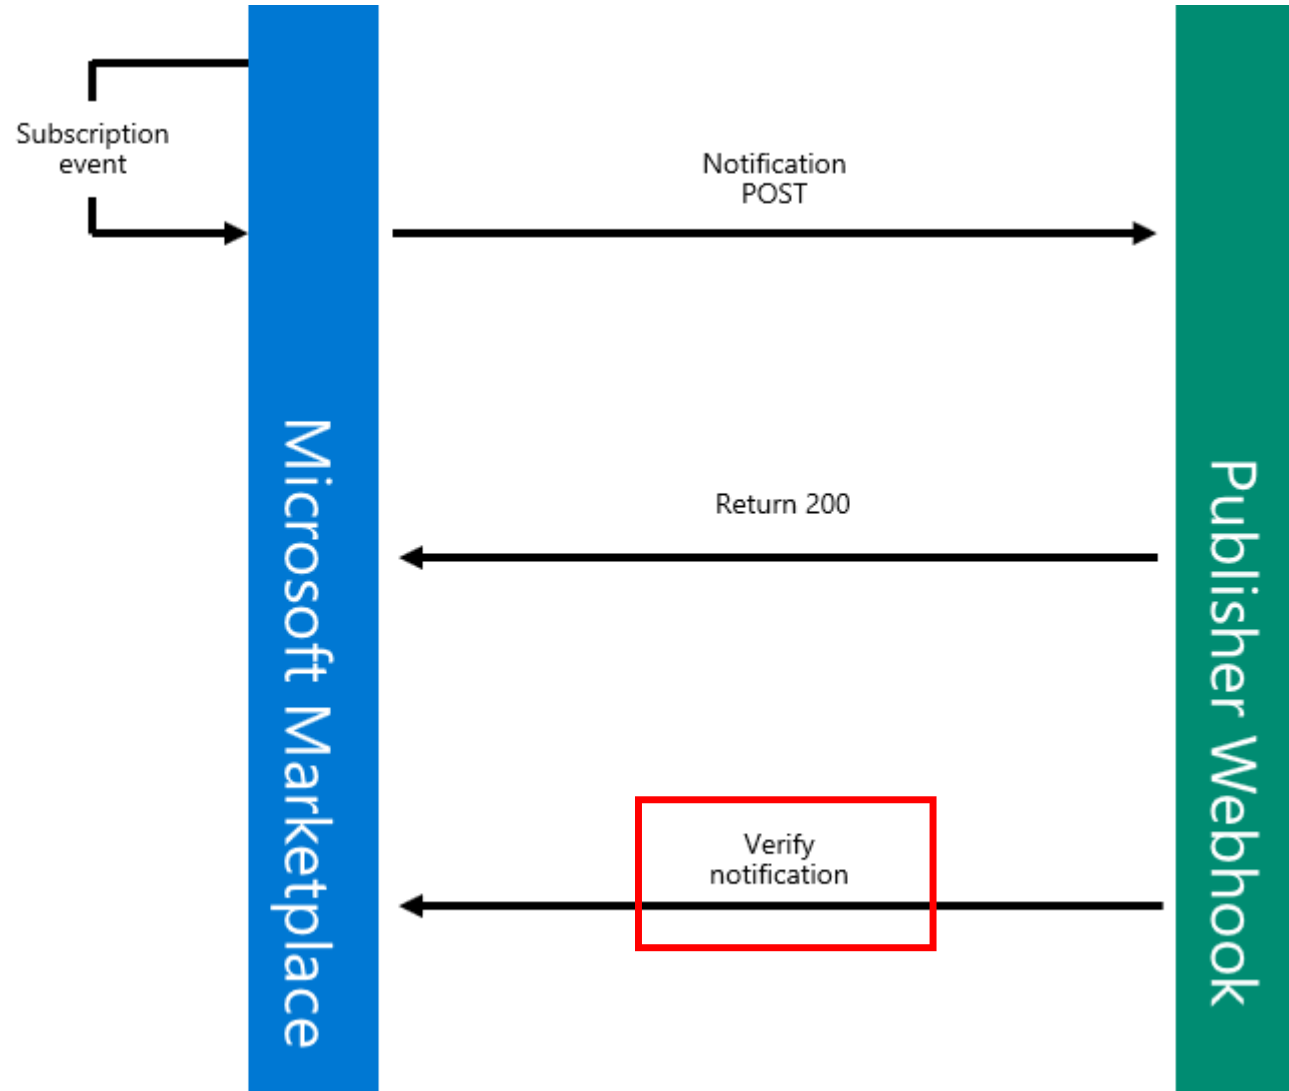 Subscription
event
Notification
POST
Microsoft Marketplace
Publisher Webhook
Return 200
Verify
notification